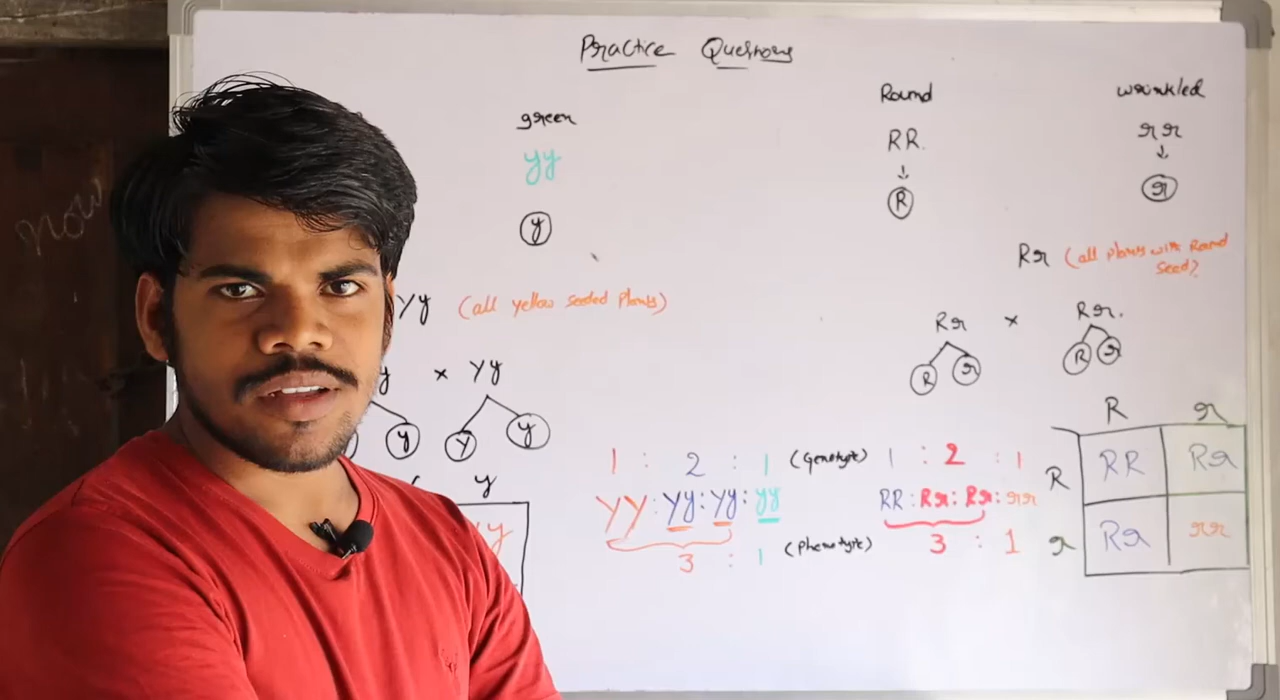 Practice Questions
now
green
yy
y
Yy (all yellow seeded Plants)
y × Yy
y Y y
y
1 : 2 : 1 (Genotype)
YY : Yy : Yy : yy
3 : 1 (Phenotype)
Round wrinkled
RR. rr
↓ ↓
R r
Rr (all plants with Round
Seed)
Rr × Rr.
R r R r
1 : 2 : 1
RR : Rr : Rr : rr
3 : 1
R r
R RR Rr
r Rr rr